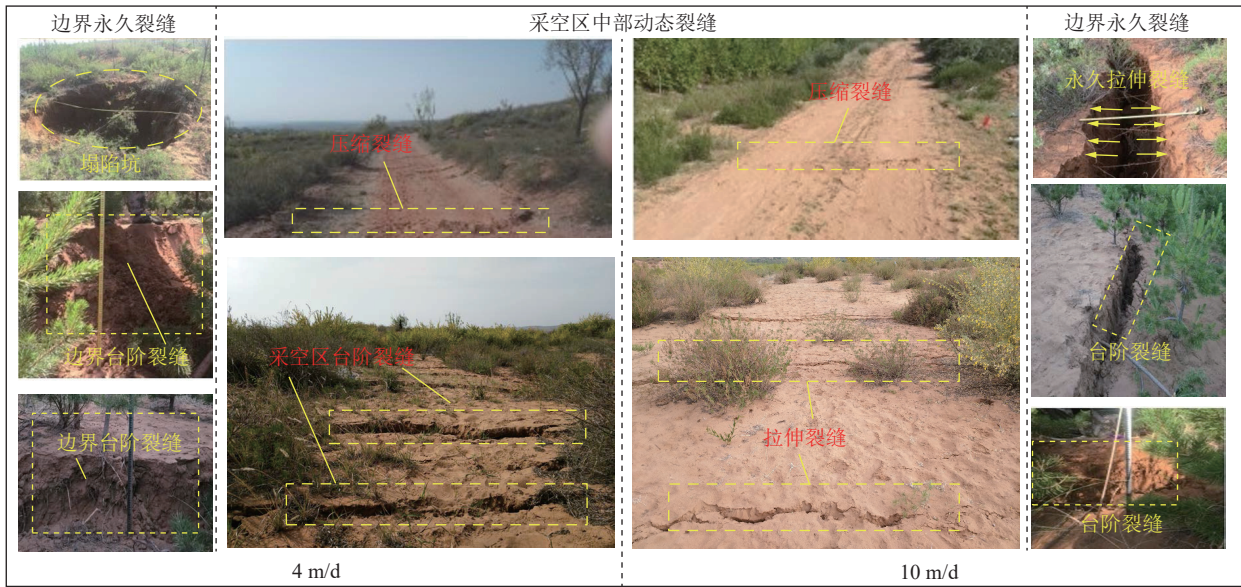 边界永久裂缝
采空区中部动态裂缝
边界永久裂缝
塌陷坑
边界台阶裂缝
边界台阶裂缝
压缩裂缝
采空区台阶裂缝
压缩裂缝
拉伸裂缝
永久拉伸裂缝
台阶裂缝
台阶裂缝
4 m/d
10 m/d